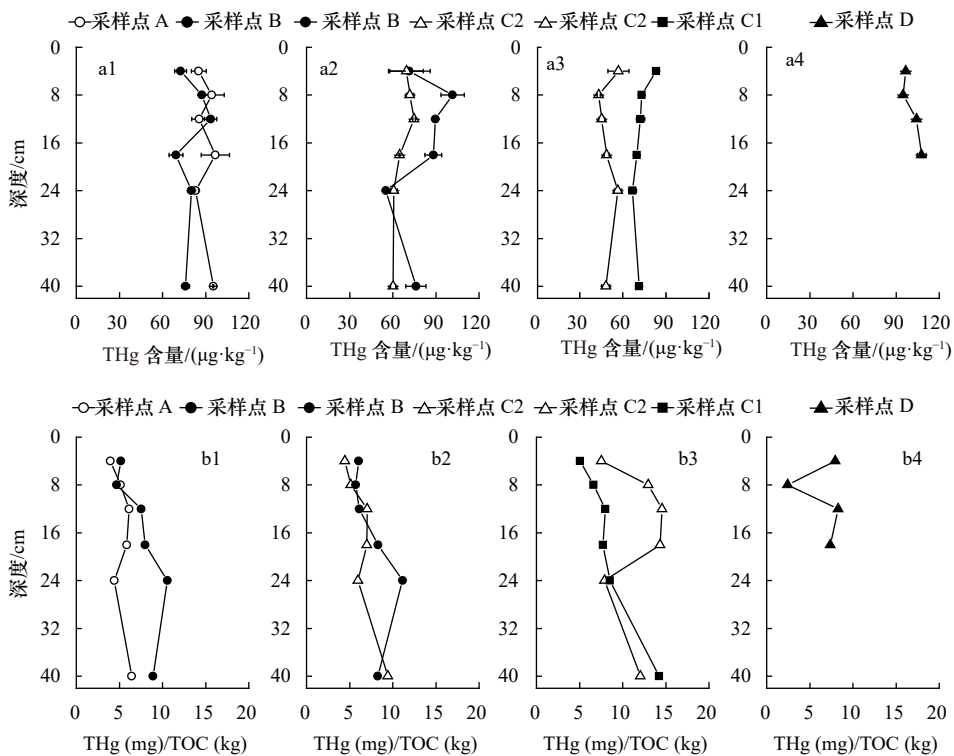 采样点 A 采样点 B 采样点 B 采样点 C2 采样点 C2 采样点 C1 采样点 D
a1 a2 a3 a4
0 0 0 0
8 8 8 8
16 16 16 16
24 24 24 24
32 32 32 32
40 40 40 40
深度/cm
0 30 60 90 120 0 30 60 90 120 0 30 60 90 120 0 30 60 90 120
THg 含量/(μg·kg⁻¹) THg 含量/(μg·kg⁻¹) THg 含量/(μg·kg⁻¹) THg 含量/(μg·kg⁻¹)
采样点 A 采样点 B 采样点 B 采样点 C2 采样点 C2 采样点 C1 采样点 D
b1 b2 b3 b4
0 0 0 0
8 8 8 8
16 16 16 16
24 24 24 24
32 32 32 32
40 40 40 40
深度/cm
0 5 10 15 20 0 5 10 15 20 0 5 10 15 20 0 5 10 15 20
THg (mg)/TOC (kg) THg (mg)/TOC (kg) THg (mg)/TOC (kg) THg (mg)/TOC (kg)